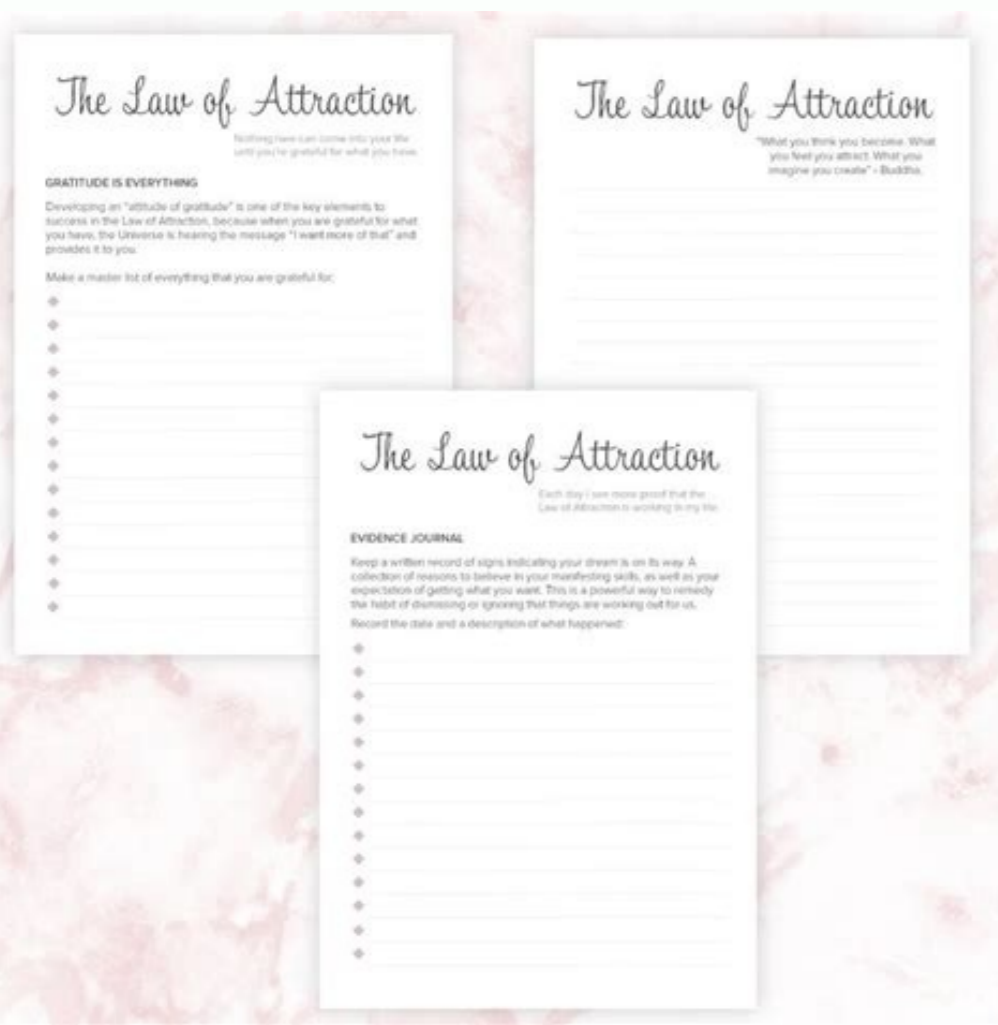 The Law of Attraction
Nothing new can come into your life
until you're grateful for what you have.
GRATITUDE IS EVERYTHING
Developing an "attitude of gratitude" is one of the key elements to
success in the Law of Attraction, because when you are grateful for what
you have, the Universe is hearing the message "I want more of that" and
provides it to you.
Make a master list of everything that you are grateful for:
The Law of Attraction
"What you think you become. What
you feel you attract. What you
imagine you create" - Buddha.
The Law of Attraction
Each day I see more proof that the
Law of Attraction is working in my life.
EVIDENCE JOURNAL
Keep a written record of signs indicating your dream is on its way. A
collection of reasons to believe in your manifesting skills, as well as your
expectation of getting what you want. This is a powerful way to remedy
the habit of dismissing or ignoring that things are working out for us.
Record the date and a description of what happened: